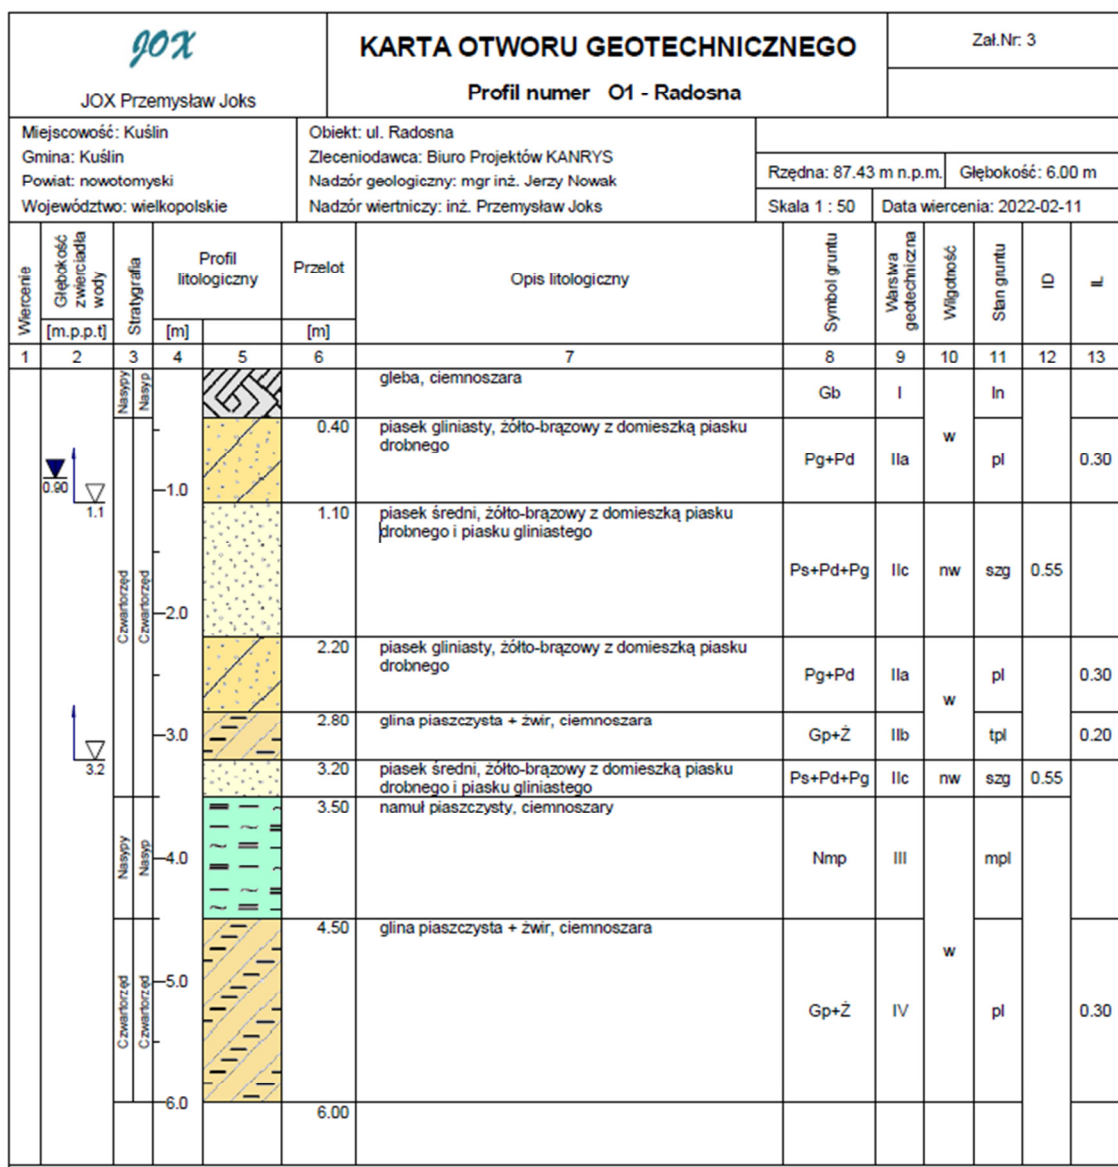 JOX
JOX Przemysław Joks
KARTA OTWORU GEOTECHNICZNEGO
Profil numer O1 - Radosna
Zał.Nr: 3
Miejscowość: Kuślin
Gmina: Kuślin
Powiat: nowotomyski
Województwo: wielkopolskie
Obiekt: ul. Radosna
Zleceniodawca: Biuro Projektów KANRYS
Nadzór geologiczny: mgr inż. Jerzy Nowak
Nadzór wiertniczy: inż. Przemysław Joks
Rzędna: 87.43 m n.p.m. Głębokość: 6.00 m
Skala 1 : 50 Data wiercenia: 2022-02-11
Wiercenie
Głębokość
zwierciadła
wody
[m.p.p.t]
Stratygrafia
Profil
litologiczny
[m]
Przelot
[m]
Opis litologiczny
Symbol gruntu
Warstwa
geotechniczna
Wilgotność
Stan gruntu
ID
IL
1 2 3 4 5 6 7 8 9 10 11 12 13
Nasypy Nasyp
gleba, ciemnoszara
Gb I ln
w
0.40 piasek gliniasty, żółto-brązowy z domieszką piasku
drobnego
Pg+Pd IIa pl 0.30
0.90
1.1
1.0
1.10 piasek średni, żółto-brązowy z domieszką piasku
drobnego i piasku gliniastego
Ps+Pd+Pg IIc nw szg 0.55
Czwartorzęd Czwartorzęd
2.0
2.20 piasek gliniasty, żółto-brązowy z domieszką piasku
drobnego
Pg+Pd IIa pl 0.30
w
2.80 glina piaszczysta + żwir, ciemnoszara
3.0
Gp+Ż IIb tpl 0.20
3.2
3.20 piasek średni, żółto-brązowy z domieszką piasku
drobnego i piasku gliniastego
Ps+Pd+Pg IIc nw szg 0.55
3.50 namuł piaszczysty, ciemnoszary
Nasypy Nasyp
4.0
Nmp III mpl
4.50 glina piaszczysta + żwir, ciemnoszara
w
5.0
Czwartorzęd Czwartorzęd
Gp+Ż IV pl 0.30
6.0
6.00